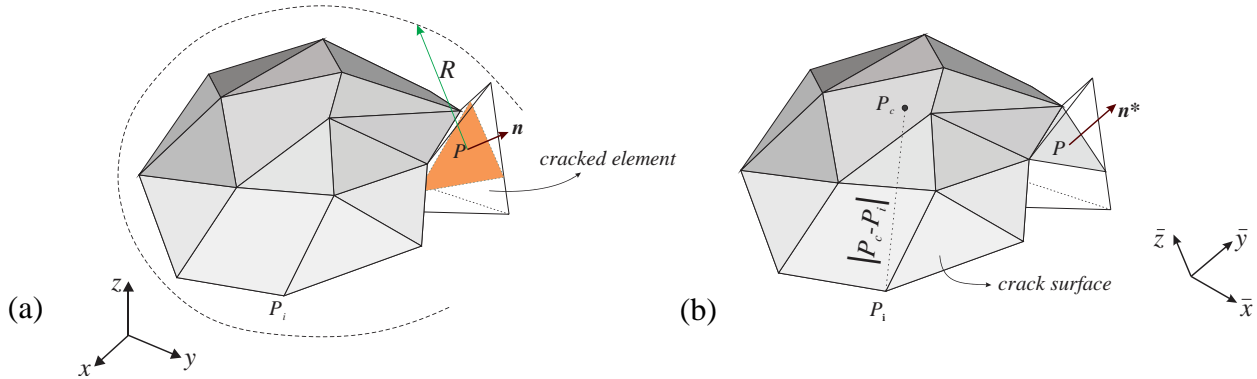 R
n
P
cracked element
P_i
z
y
x
(a)
P_c
n*
P
|P_c-P_i|
crack surface
P_i
z̄
ȳ
x̄
(b)